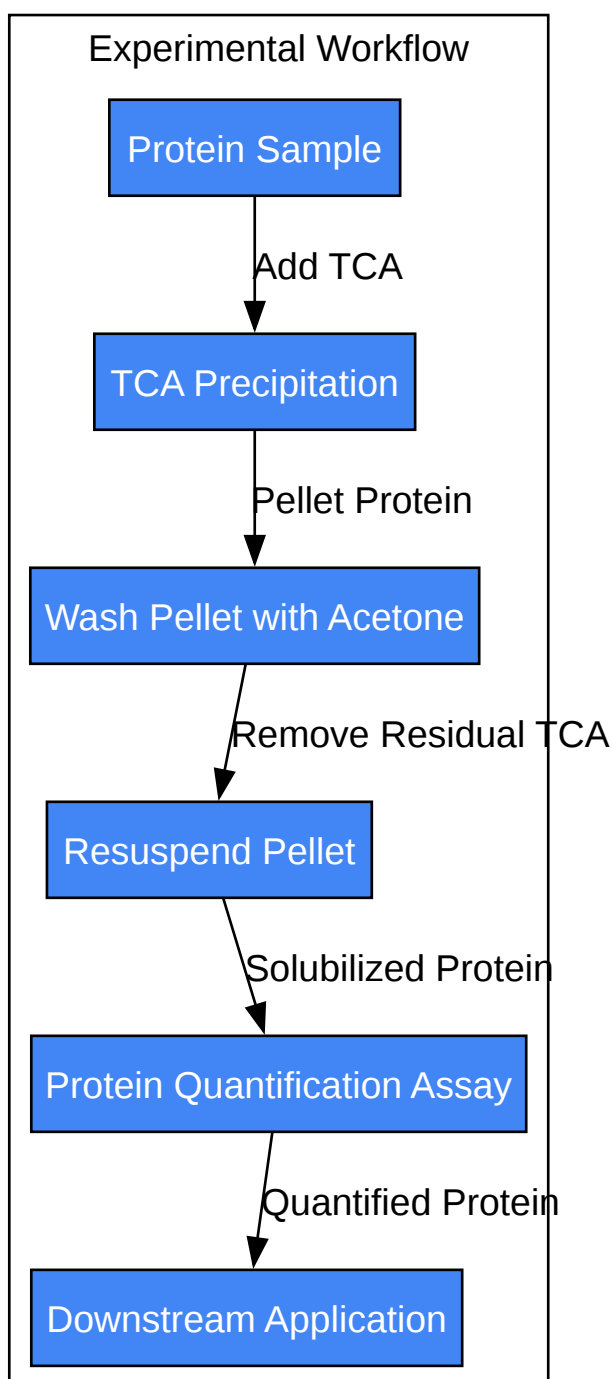 Experimental Workflow
Protein Sample
Add TCA
TCA Precipitation
Pellet Protein
Wash Pellet with Acetone
Remove Residual TCA
Resuspend Pellet
Solubilized Protein
Protein Quantification Assay
Quantified Protein
Downstream Application